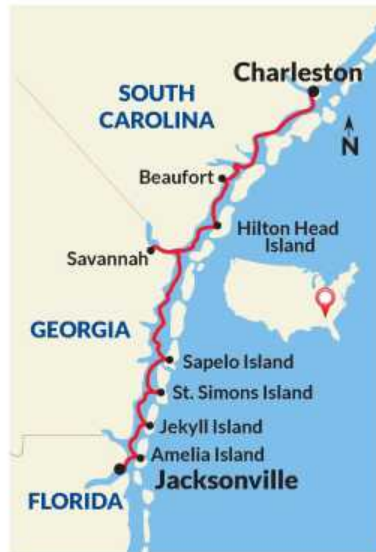 Charleston
SOUTH
CAROLINA
N
Beaufort
Hilton Head
Island
Savannah
GEORGIA
Sapelo Island
St. Simons Island
Jekyll Island
Amelia Island
Jacksonville
FLORIDA